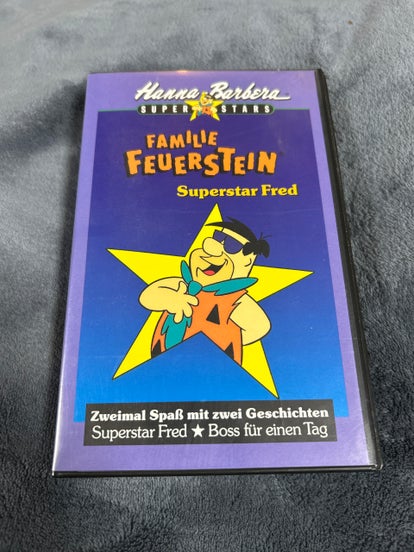 Hanna Barbera
SUPER STARS
FAMILIE
FEUERSTEIN
Superstar Fred
Zweimal Spaß mit zwei Geschichten
Superstar Fred ★ Boss für einen Tag